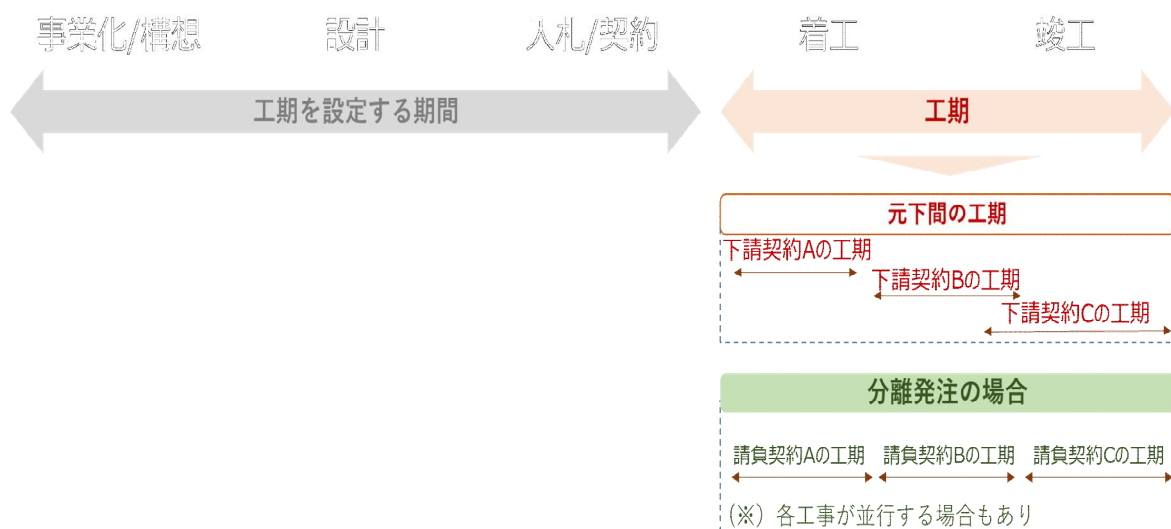 事業化/構想 設計 入札/契約 着工 竣工
工期を設定する期間 工期
元下間の工期
下請契約Aの工期
下請契約Bの工期
下請契約Cの工期
分離発注の場合
請負契約Aの工期 請負契約Bの工期 請負契約Cの工期
(※) 各工事が並行する場合もあり